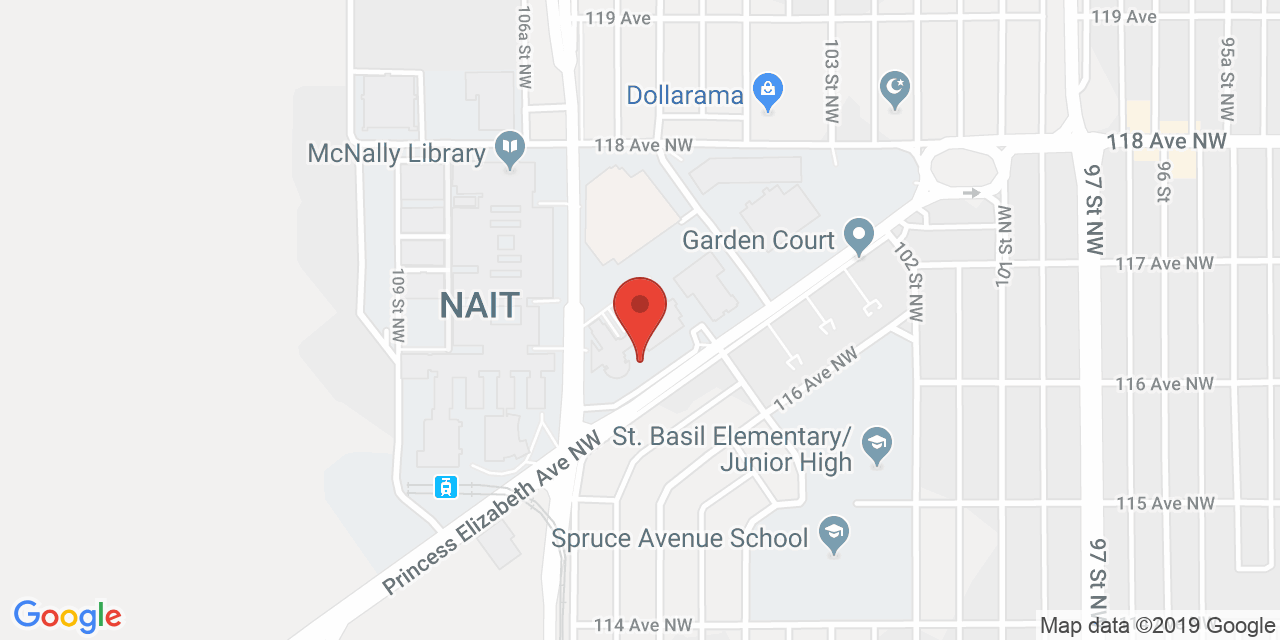 119 Ave
119 Ave
106a St NW
103 St NW
95a St NW
Dollarama
118 Ave NW
118 Ave NW
McNally Library
97 St NW
96 St
Garden Court
102 St NW
101 St NW
117 Ave NW
NAIT
109 St NW
116 Ave NW
116 Ave NW
St. Basil Elementary/
Junior High
Princess Elizabeth Ave NW
115 Ave NW
Spruce Avenue School
97 St NW
114 Ave NW
Google
Map data ©2019 Google